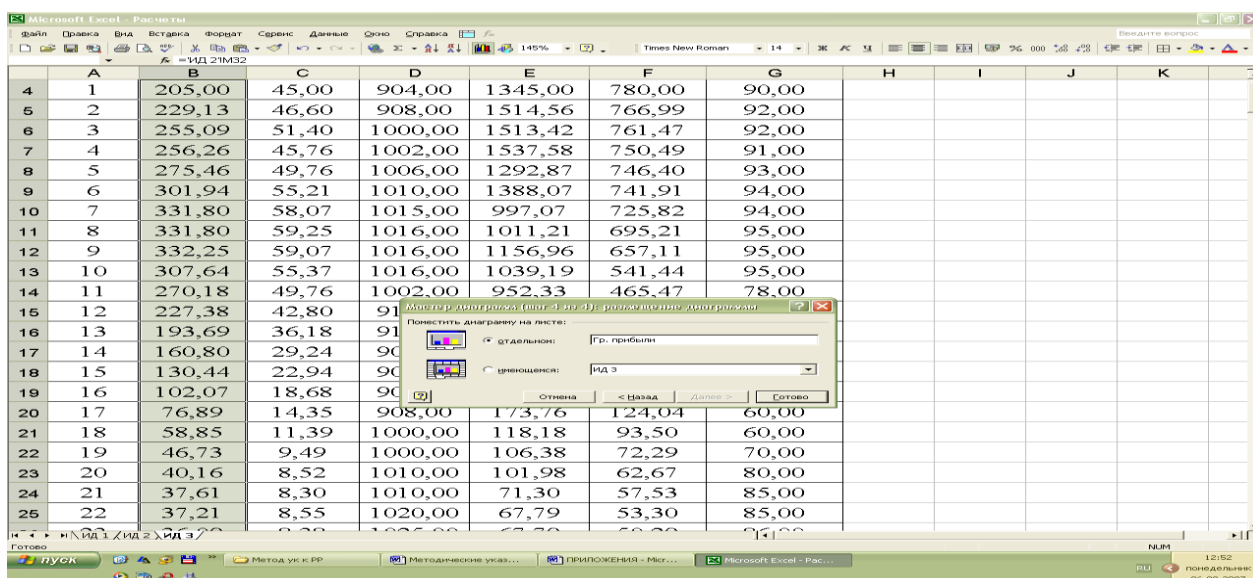 Microsoft Excel - Расчеты
Файл Правка Вид Вставка Формат Сервис Данные Окно Справка
Введите вопрос
145% Times New Roman 14 Ж К Ч % 000
fx ='ИД 2'!M32
A B C D E F G H I J K
4 1 205,00 45,00 904,00 1345,00 780,00 90,00
5 2 229,13 46,60 908,00 1514,56 766,99 92,00
6 3 255,09 51,40 1000,00 1513,42 761,47 92,00
7 4 256,26 45,76 1002,00 1537,58 750,49 91,00
8 5 275,46 49,76 1006,00 1292,87 746,40 93,00
9 6 301,94 55,21 1010,00 1388,07 741,91 94,00
10 7 331,80 58,07 1015,00 997,07 725,82 94,00
11 8 331,80 59,25 1016,00 1011,21 695,21 95,00
12 9 332,25 59,07 1016,00 1156,96 657,11 95,00
13 10 307,64 55,37 1016,00 1039,19 541,44 95,00
14 11 270,18 49,76 1002,00 952,33 465,47 78,00
15 12 227,38 42,80 91
16 13 193,69 36,18 91
17 14 160,80 29,24 90
18 15 130,44 22,94 90
19 16 102,07 18,68 90
20 17 76,89 14,35 908,00 173,76 124,04 60,00
21 18 58,85 11,39 1000,00 118,18 93,50 60,00
22 19 46,73 9,49 1000,00 106,38 72,29 70,00
23 20 40,16 8,52 1010,00 101,98 62,67 80,00
24 21 37,61 8,30 1010,00 71,30 57,53 85,00
25 22 37,21 8,55 1020,00 67,79 53,30 85,00
Мастер диаграмм (шаг 4 из 4): размещение диаграммы
Поместить диаграмму на листе:
отдельном: Гр. прибыли
имеющемся: ИД 3
Отмена < Назад Далее > Готово
ИД 1 ИД 2 ИД 3
Готово NUM
пуск Метод ук к РР Методические указ... ПРИЛОЖЕНИЯ - Micr... Microsoft Excel - Рас... RU 12:52
понедельник